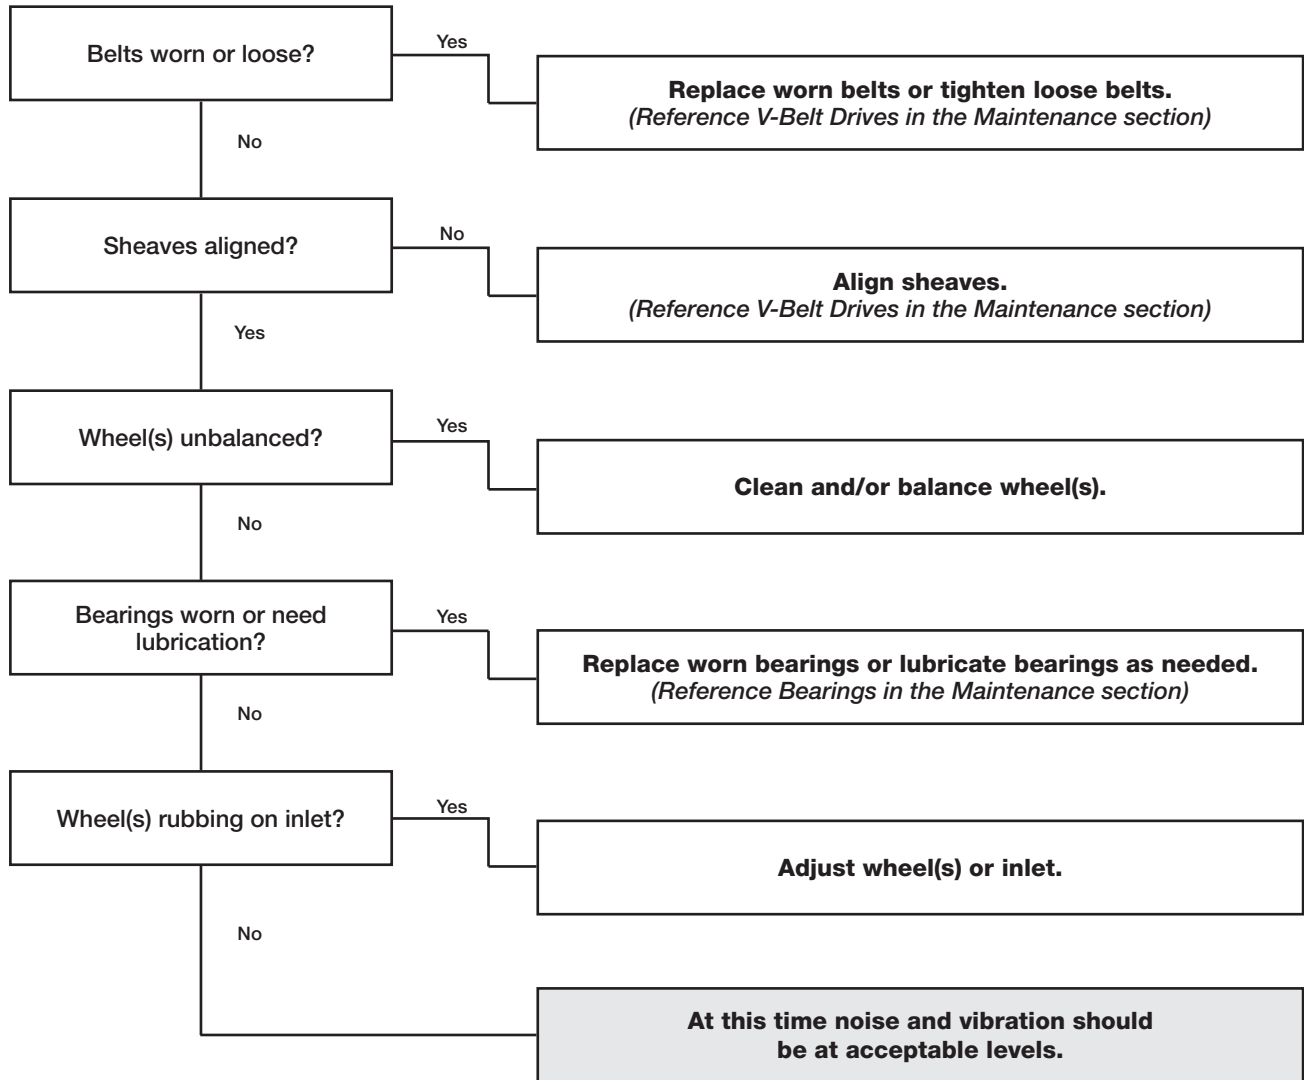 Belts worn or loose?
Yes
Replace worn belts or tighten loose belts.
(Reference V-Belt Drives in the Maintenance section)
No
Sheaves aligned?
No
Align sheaves.
(Reference V-Belt Drives in the Maintenance section)
Yes
Wheel(s) unbalanced?
Yes
Clean and/or balance wheel(s).
No
Bearings worn or need
lubrication?
Yes
Replace worn bearings or lubricate bearings as needed.
(Reference Bearings in the Maintenance section)
No
Wheel(s) rubbing on inlet?
Yes
Adjust wheel(s) or inlet.
No
At this time noise and vibration should
be at acceptable levels.